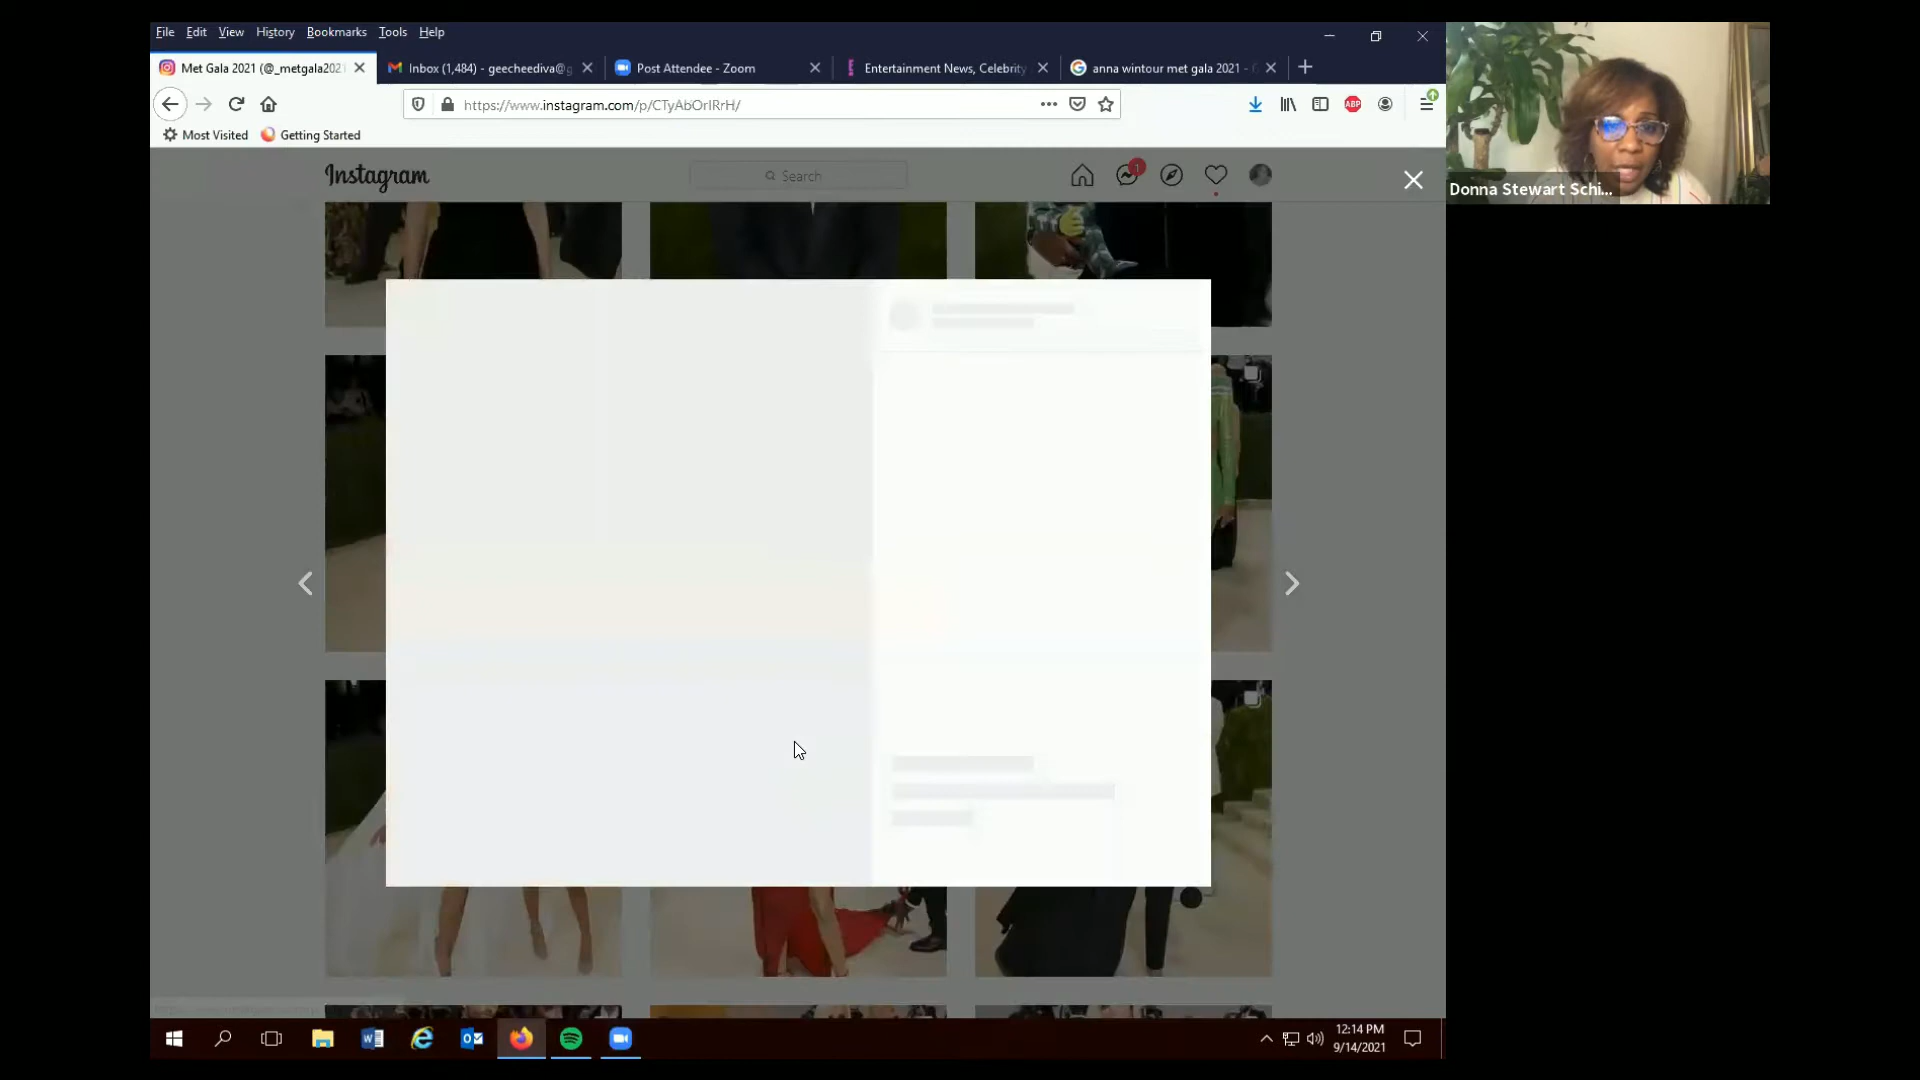 File Edit View History Bookmarks Tools Help
Met Gala 2021 (@_metgala202
Inbox (1,484) - geecheediva@g
Post Attendee - Zoom
Entertainment News, Celebrity
anna wintour met gala 2021 - G
https://www.instagram.com/p/CTyAbOrIRrH/
ABP
Most Visited
Getting Started
Instagram
Search
1
Donna Stewart Schi...
12:14 PM
9/14/2021